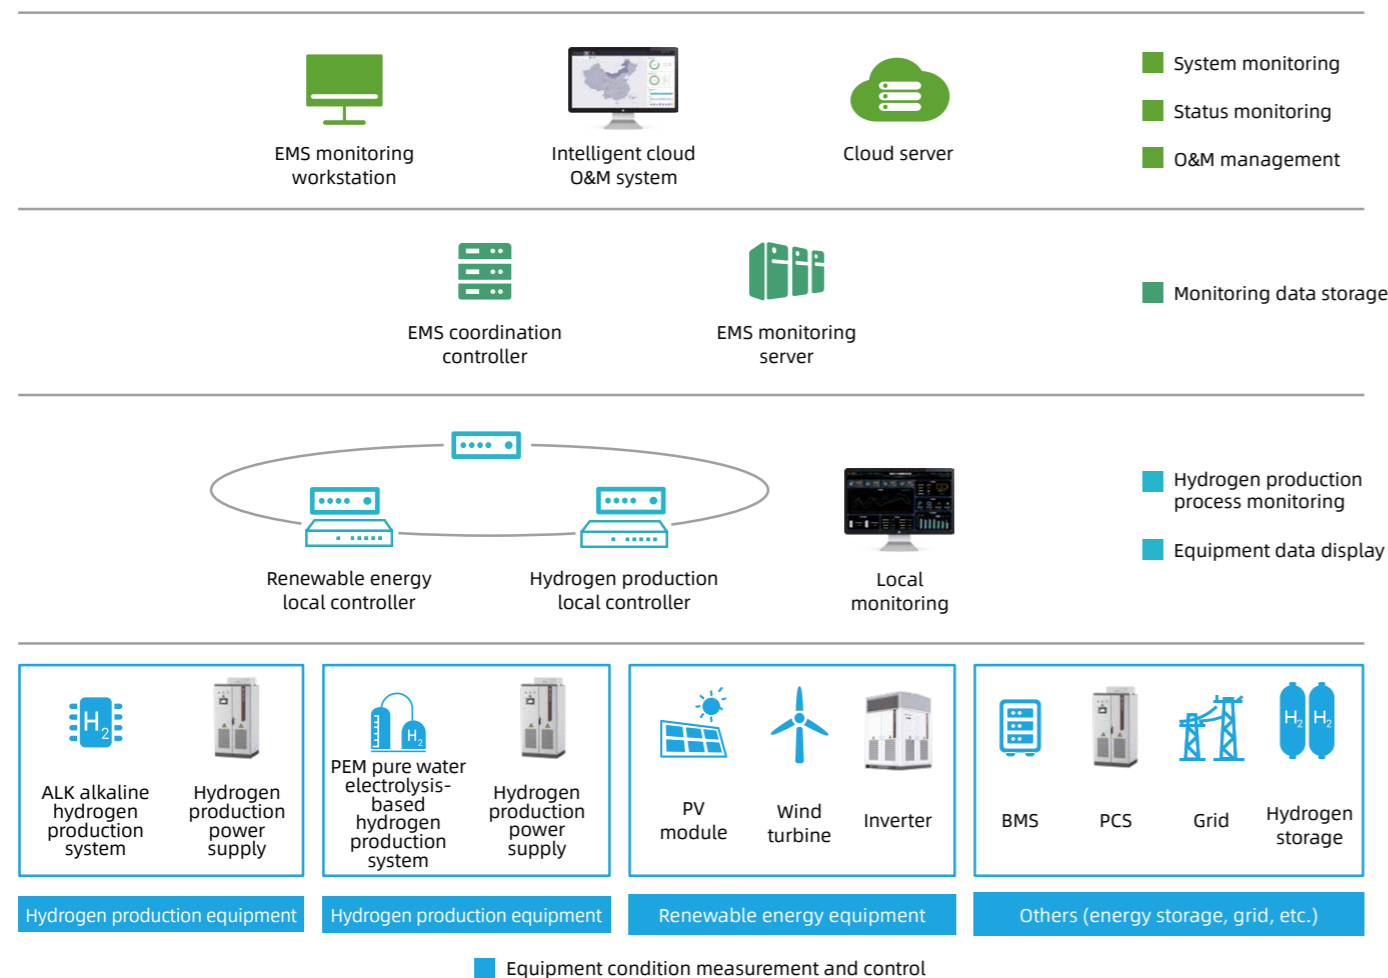 EMS monitoring
workstation
Intelligent cloud
O&M system
Cloud server
System monitoring
Status monitoring
O&M management
EMS coordination
controller
EMS monitoring
server
Monitoring data storage
Renewable energy
local controller
Hydrogen production
local controller
Local
monitoring
Hydrogen production
process monitoring
Equipment data display
H2
ALK alkaline
hydrogen
production
system
Hydrogen
production
power
supply
H2
PEM pure water
electrolysis-
based
hydrogen
production
system
Hydrogen
production
power
supply
PV
module
Wind
turbine
Inverter
BMS
PCS
Grid
H2 H2
Hydrogen
storage
Hydrogen production equipment
Hydrogen production equipment
Renewable energy equipment
Others (energy storage, grid, etc.)
Equipment condition measurement and control